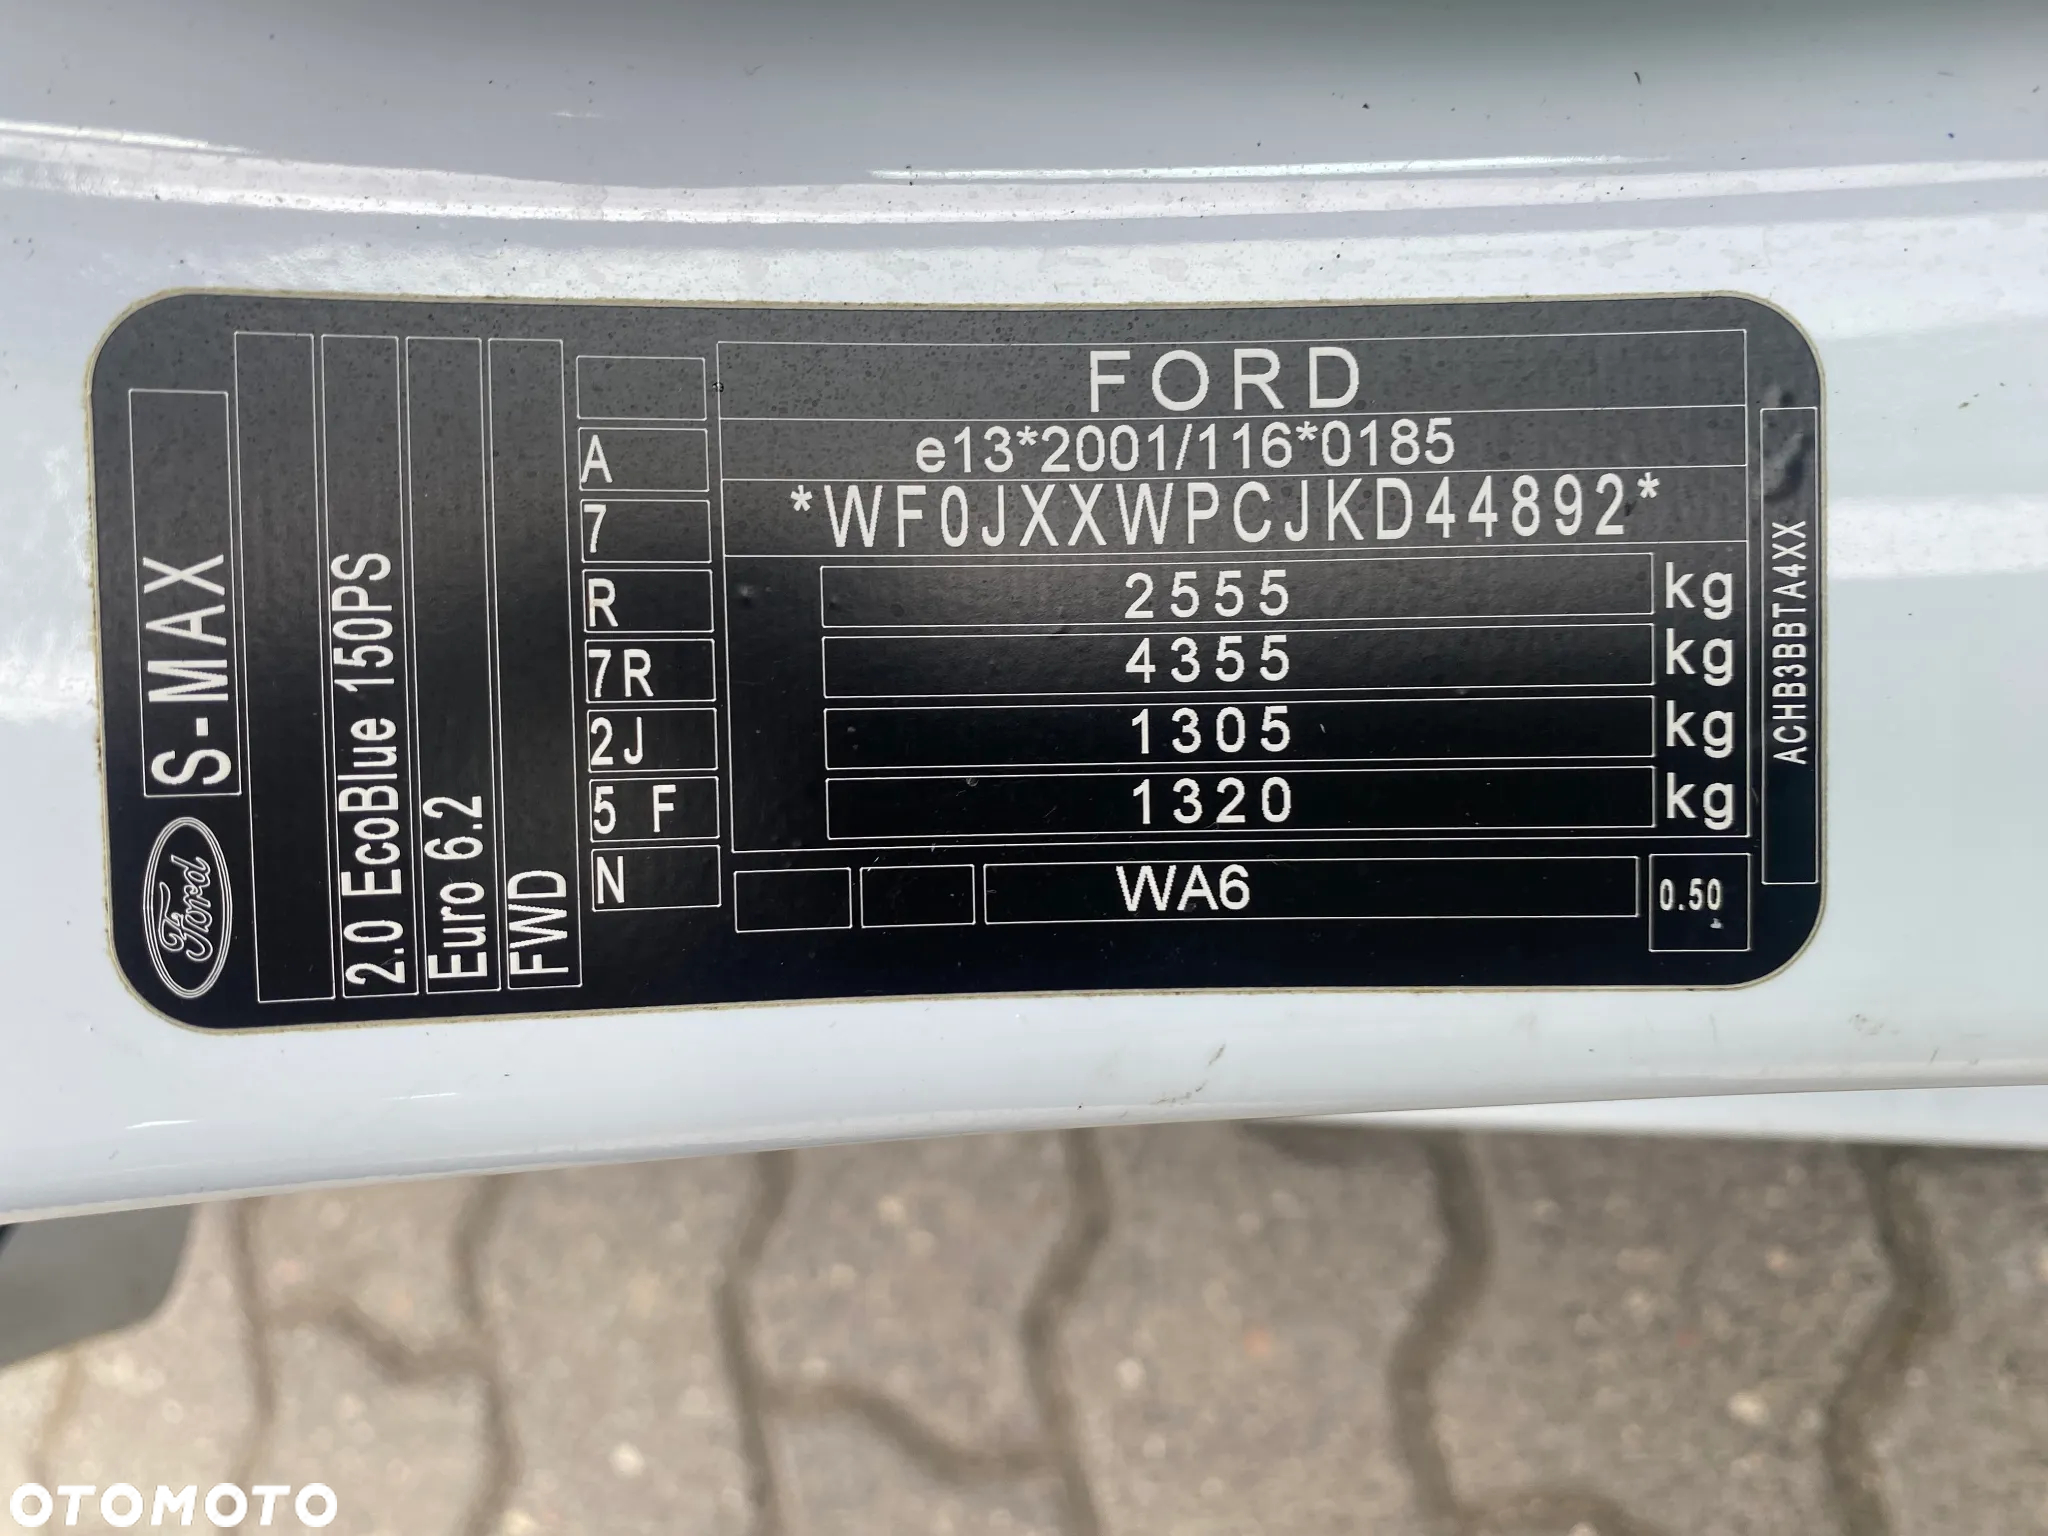 FORD
e13*2001/116*0185
*WF0JXXWPCJKD44892*
2555 kg
4355 kg
1305 kg
1320 kg
WA6
0.50
A
7
R
7R
2J
5 F
N
Ford S-MAX
2.0 EcoBlue 150PS
Euro 6.2
FWD
ACHB3BBTA4XX
OTOMOTO